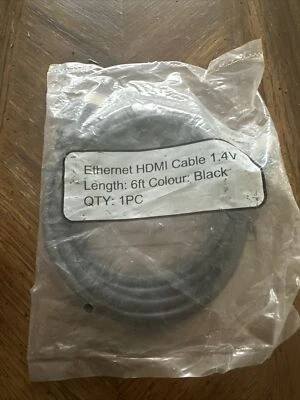 Ethernet HDMI Cable 1.4V
Length: 6ft Colour: Black
QTY: 1PC